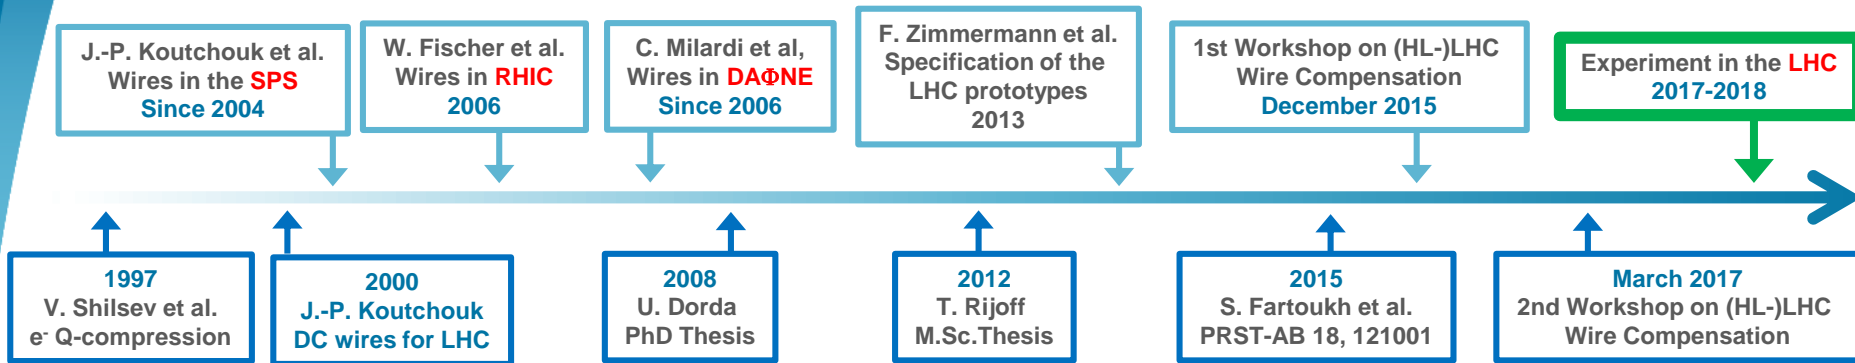 J.-P. Koutchouk et al.
Wires in the SPS
Since 2004
W. Fischer et al.
Wires in RHIC
2006
C. Milardi et al,
Wires in DAΦNE
Since 2006
F. Zimmermann et al.
Specification of the
LHC prototypes
2013
1st Workshop on (HL-)LHC
Wire Compensation
December 2015
Experiment in the LHC
2017-2018
1997
V. Shilsev et al.
e- Q-compression
2000
J.-P. Koutchouk
DC wires for LHC
2008
U. Dorda
PhD Thesis
2012
T. Rijoff
M.Sc.Thesis
2015
S. Fartoukh et al.
PRST-AB 18, 121001
March 2017
2nd Workshop on (HL-)LHC
Wire Compensation